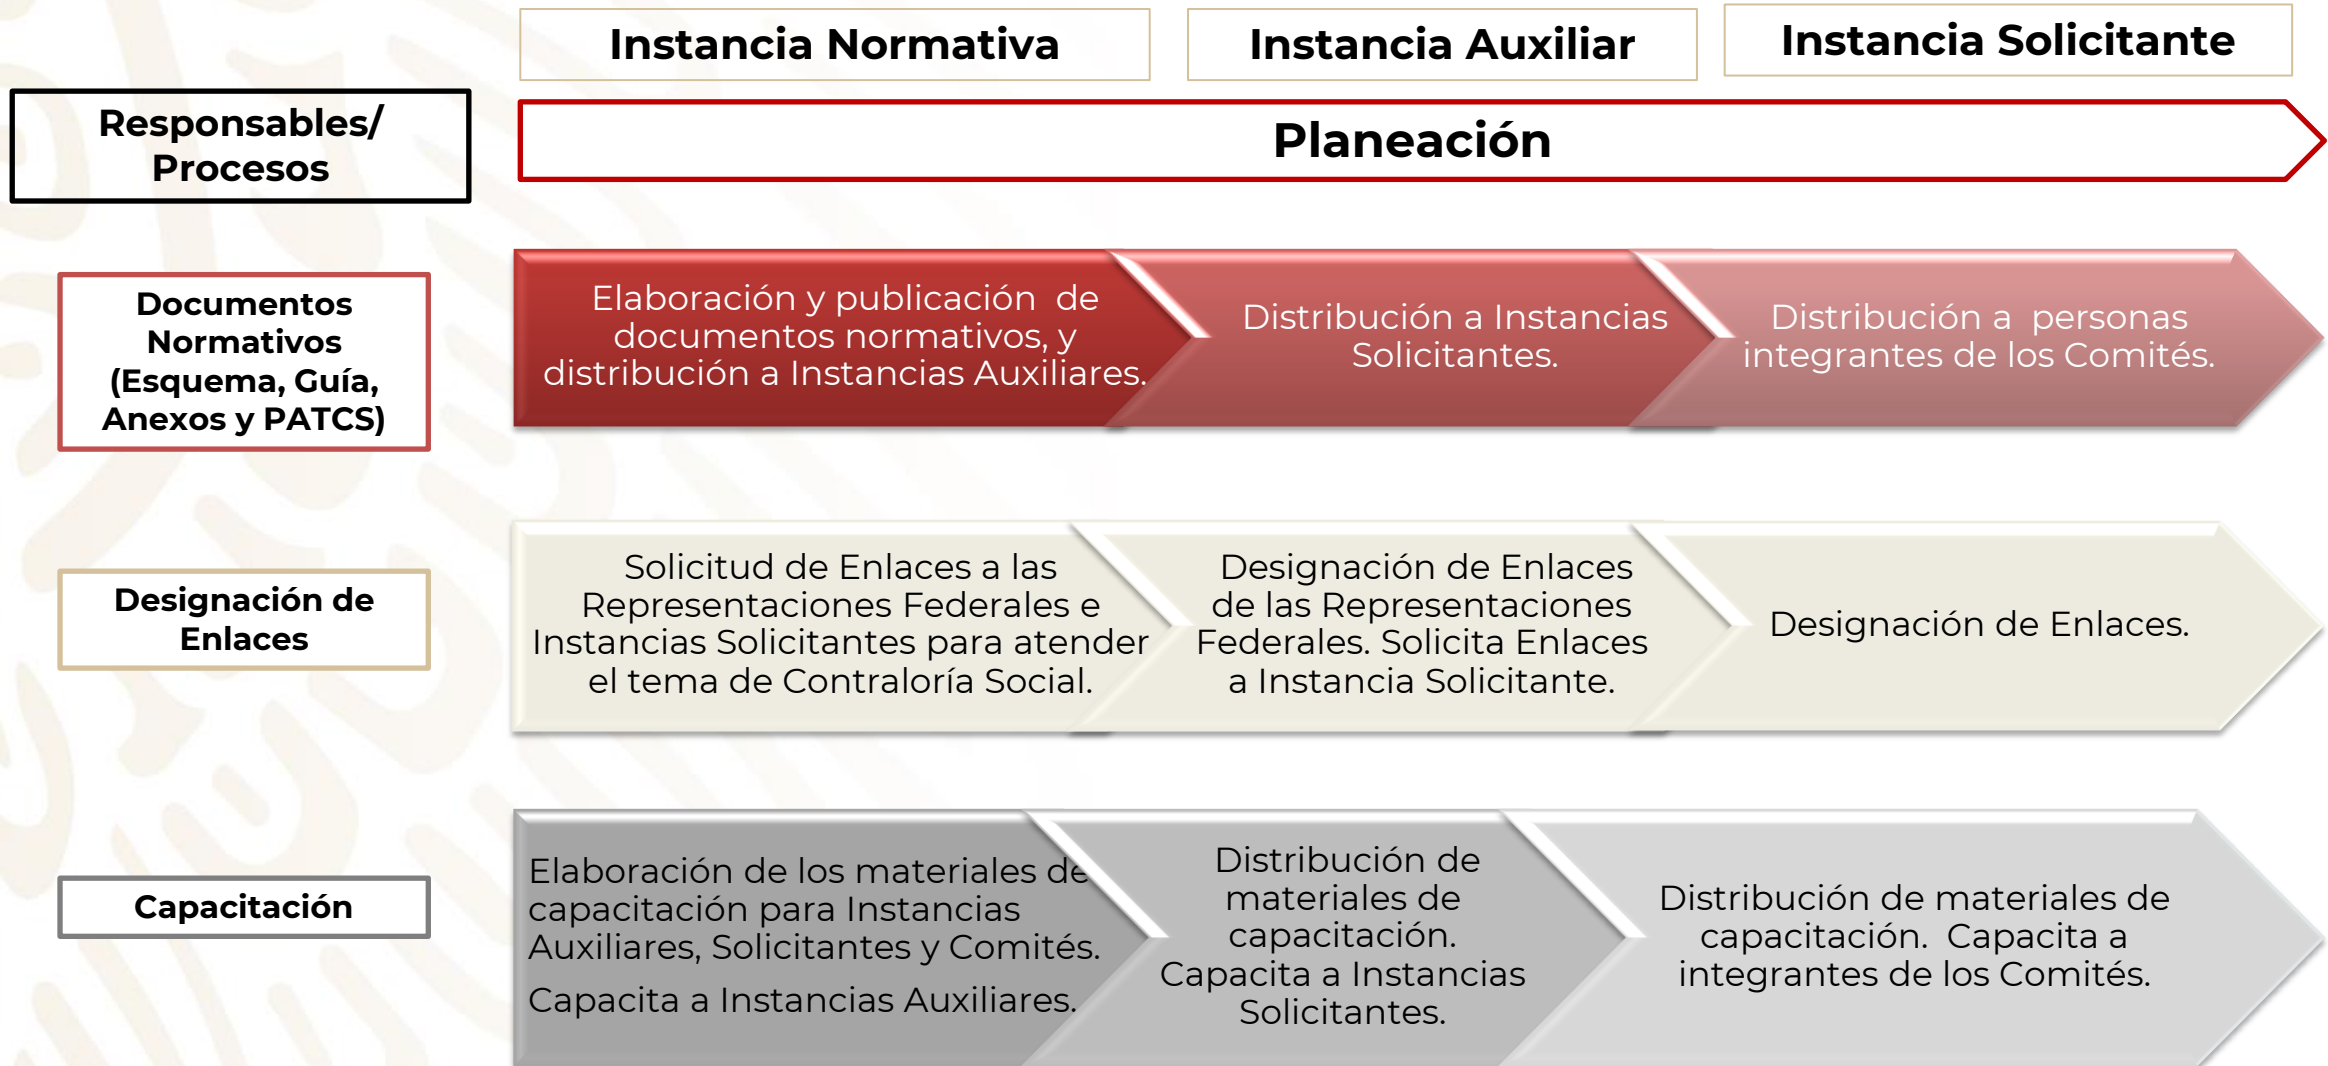 Instancia Normativa
Instancia Auxiliar
Instancia Solicitante
Responsables/
Procesos
Planeación
Documentos
Normativos
(Esquema, Guía,
Anexos y PATCS)
Elaboración y publicación  de
documentos normativos, y
distribución a Instancias Auxiliares.
Distribución a Instancias
Solicitantes.
Distribución a  personas
integrantes de los Comités.
Designación de
Enlaces
Solicitud de Enlaces a las
Representaciones Federales e
Instancias Solicitantes para atender
el tema de Contraloría Social.
Designación de Enlaces
de las Representaciones
Federales. Solicita Enlaces
a Instancia Solicitante.
Designación de Enlaces.
Capacitación
Elaboración de los materiales de
capacitación para Instancias
Auxiliares, Solicitantes y Comités.
Capacita a Instancias Auxiliares.
Distribución de
materiales de
capacitación.
Capacita a Instancias
Solicitantes.
Distribución de materiales de
capacitación.  Capacita a
integrantes de los Comités.